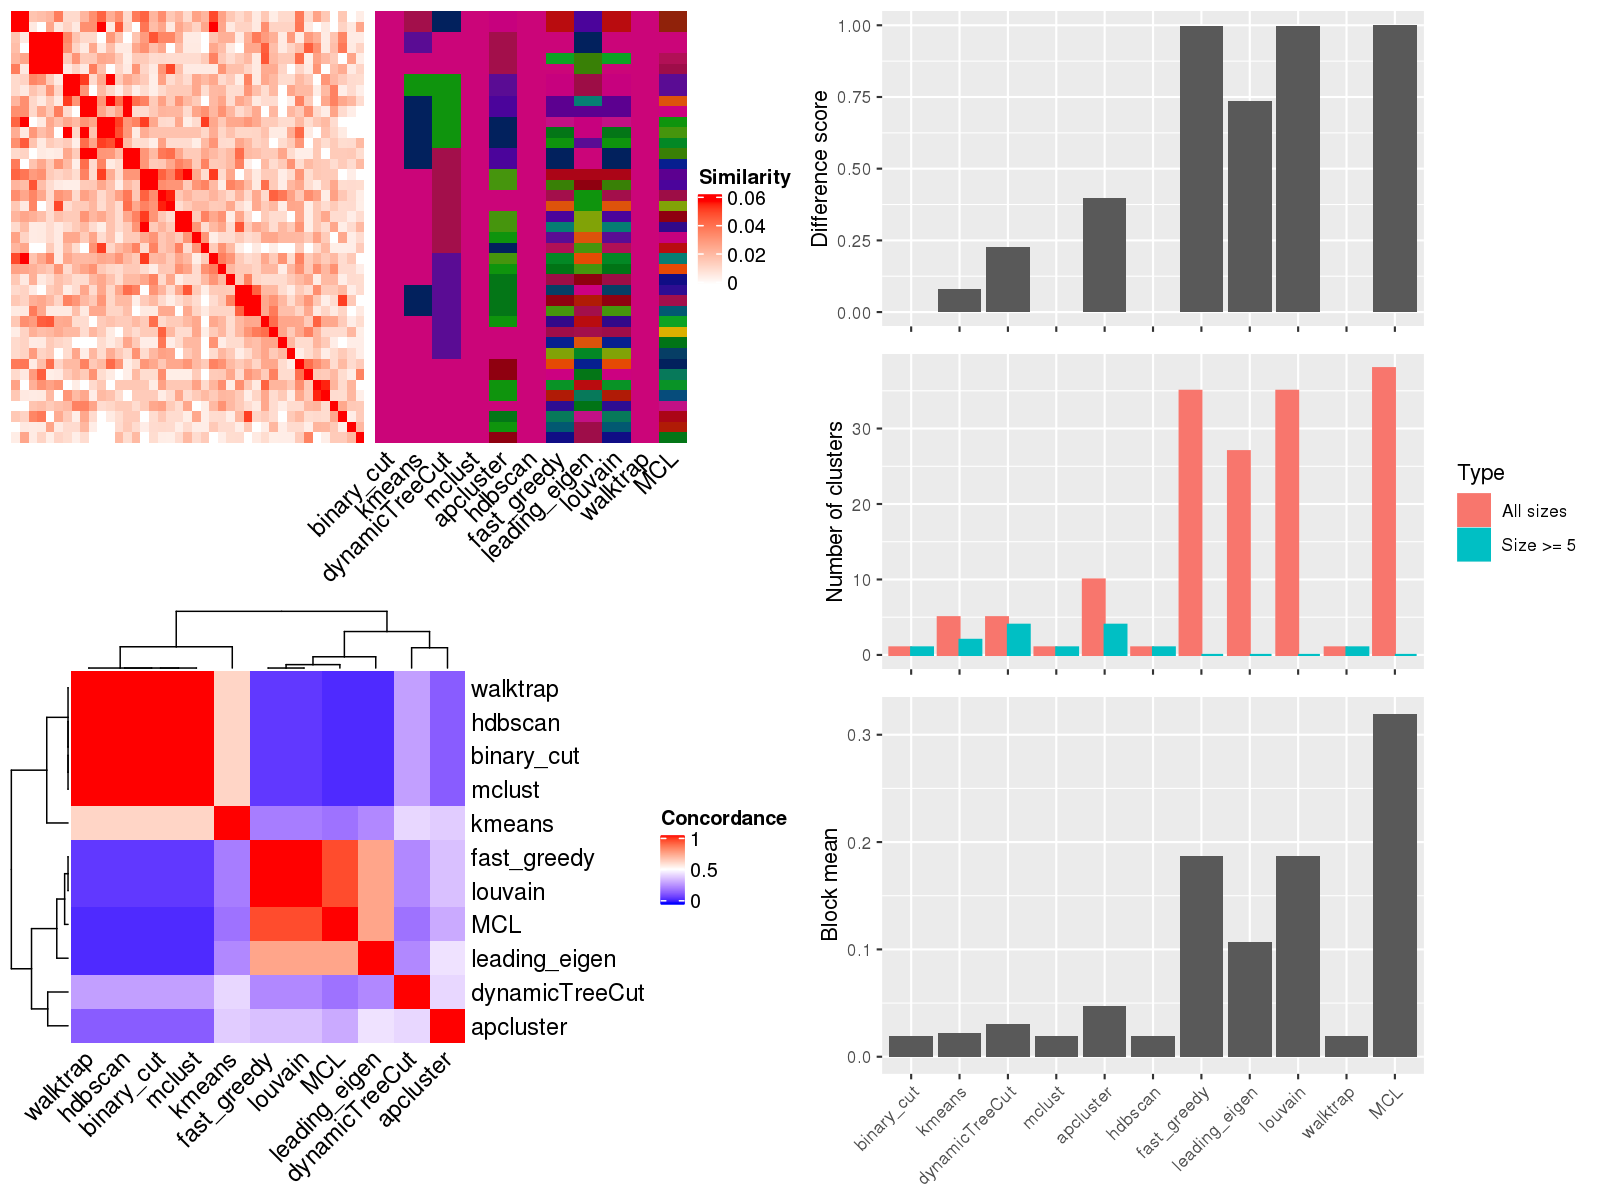 Similarity
0.06
0.04
0.02
0
binary_cut
kmeans
dynamicTreeCut
mclust
apcluster
hdbscan
fast_greedy
leading_eigen
louvain
walktrap
MCL
walktrap
hdbscan
binary_cut
mclust
kmeans
fast_greedy
louvain
MCL
leading_eigen
dynamicTreeCut
apcluster
Concordance
1
0.5
0
walktrap
hdbscan
binary_cut
mclust
kmeans
fast_greedy
louvain
MCL
leading_eigen
dynamicTreeCut
apcluster
Difference score
1.00
0.75
0.50
0.25
0.00
Number of clusters
30
20
10
0
Type
All sizes
Size >= 5
Block mean
0.3
0.2
0.1
0.0
binary_cut
kmeans
dynamicTreeCut
mclust
apcluster
hdbscan
fast_greedy
leading_eigen
louvain
walktrap
MCL